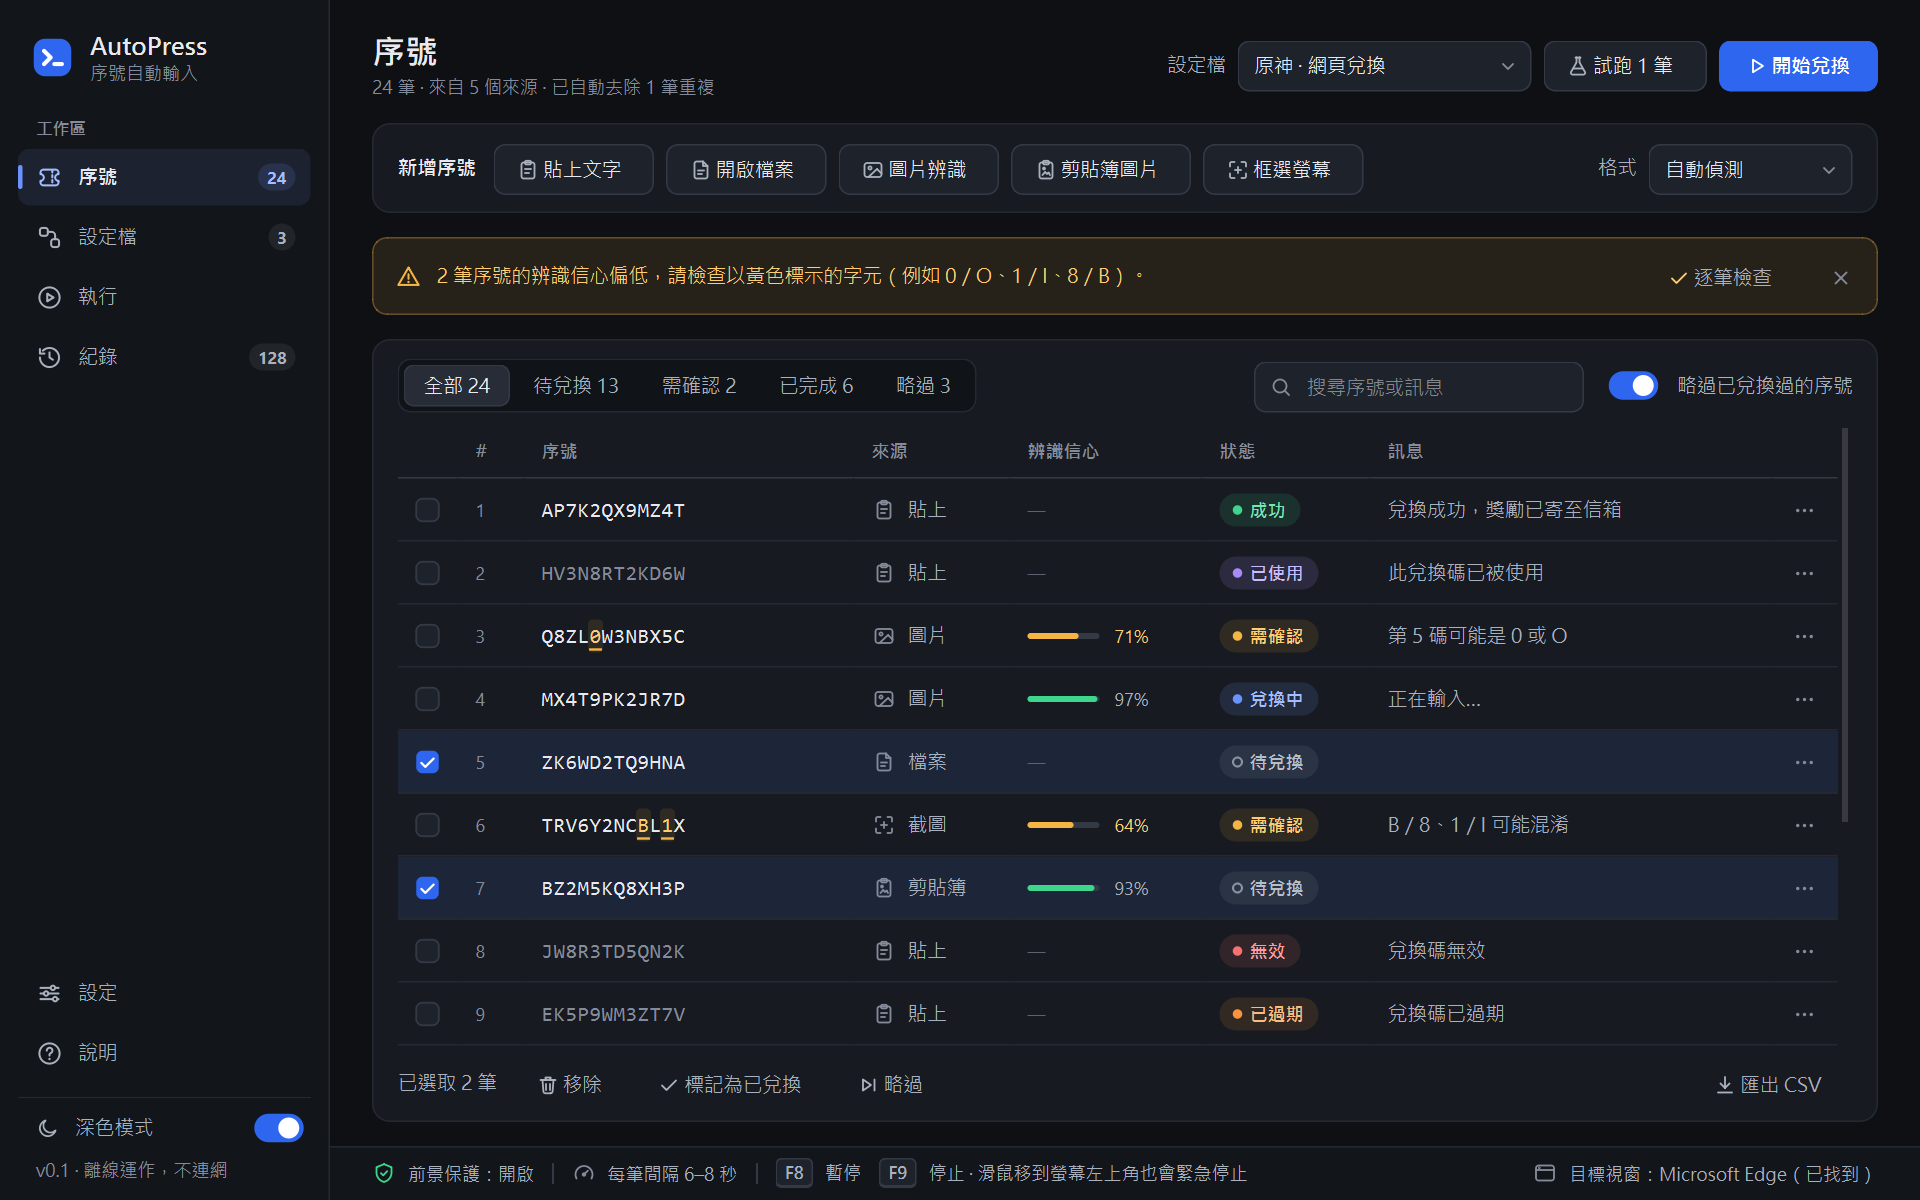 AutoPress
序號自動輸入
工作區
序號 24
設定檔 3
執行
紀錄 128
設定
說明
深色模式
v0.1 · 離線運作，不連網
序號
24 筆 · 來自 5 個來源 · 已自動去除 1 筆重複
設定檔 原神 · 網頁兌換 試跑 1 筆 開始兌換
新增序號 貼上文字 開啟檔案 圖片辨識 剪貼簿圖片 框選螢幕 格式 自動偵測
2 筆序號的辨識信心偏低，請檢查以黃色標示的字元（例如 0 / O、1 / I、8 / B）。 逐筆檢查
全部 24 待兌換 13 需確認 2 已完成 6 略過 3 搜尋序號或訊息 略過已兌換過的序號
# 序號 來源 辨識信心 狀態 訊息
1 AP7K2QX9MZ4T 貼上 — 成功 兌換成功，獎勵已寄至信箱 ...
2 HV3N8RT2KD6W 貼上 — 已使用 此兌換碼已被使用 ...
3 Q8ZL0W3NBX5C 圖片 71% 需確認 第 5 碼可能是 0 或 O ...
4 MX4T9PK2JR7D 圖片 97% 兌換中 正在輸入... ...
5 ZK6WD2TQ9HNA 檔案 — 待兌換 ...
6 TRV6Y2NCBL1X 截圖 64% 需確認 B / 8、1 / I 可能混淆 ...
7 BZ2M5KQ8XH3P 剪貼簿 93% 待兌換 ...
8 JW8R3TD5QN2K 貼上 — 無效 兌換碼無效 ...
9 EK5P9WM3ZT7V 貼上 — 已過期 兌換碼已過期 ...
已選取 2 筆 移除 標記為已兌換 略過 匯出 CSV
前景保護：開啟 每筆間隔 6–8 秒 F8 暫停 F9 停止 · 滑鼠移到螢幕左上角也會緊急停止 目標視窗：Microsoft Edge（已找到）